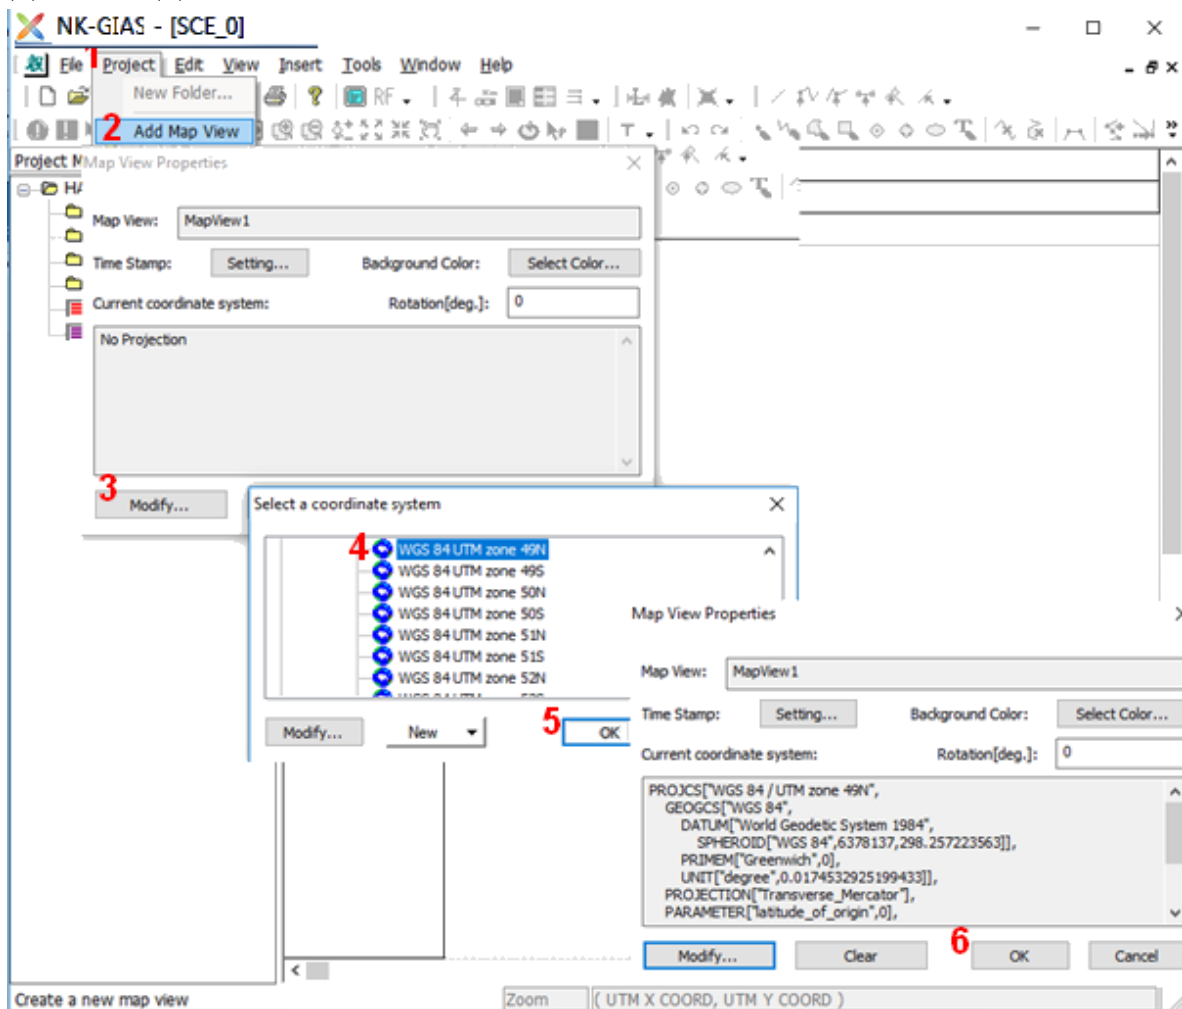 NK-GIAS - [SCE_0]
1
File Project Edit View Insert Tools Window Help
New Folder...
RF
2 Add Map View
Project M
Map View Properties
HA
Map View: MapView1
Time Stamp: Setting... Background Color: Select Color...
Current coordinate system: Rotation[deg.]: 0
No Projection
3 Modify...
Select a coordinate system
4 WGS 84 UTM zone 49N
WGS 84 UTM zone 49S
WGS 84 UTM zone 50N
WGS 84 UTM zone 50S
WGS 84 UTM zone 51N
WGS 84 UTM zone 51S
WGS 84 UTM zone 52N
Modify... New 5 OK
Map View Properties
Map View: MapView1
Time Stamp: Setting... Background Color: Select Color...
Current coordinate system: Rotation[deg.]: 0
PROJCS["WGS 84 / UTM zone 49N",
GEOGCS["WGS 84",
DATUM["World Geodetic System 1984",
SPHEROID["WGS 84",6378137,298.257223563]],
PRIMEM["Greenwich",0],
UNIT["degree",0.0174532925199433]],
PROJECTION["Transverse_Mercator"],
PARAMETER["latitude_of_origin",0],
Modify... Clear 6 OK Cancel
Create a new map view Zoom ( UTM X COORD, UTM Y COORD )